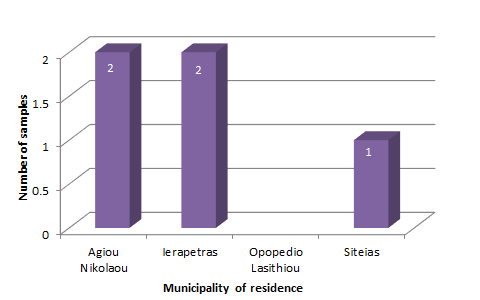 Number of samples
2
1.5
1
0.5
0
2
2
1
Agiou Nikolaou
Ierapetras
Opopedio Lasithiou
Siteias
Municipality of residence